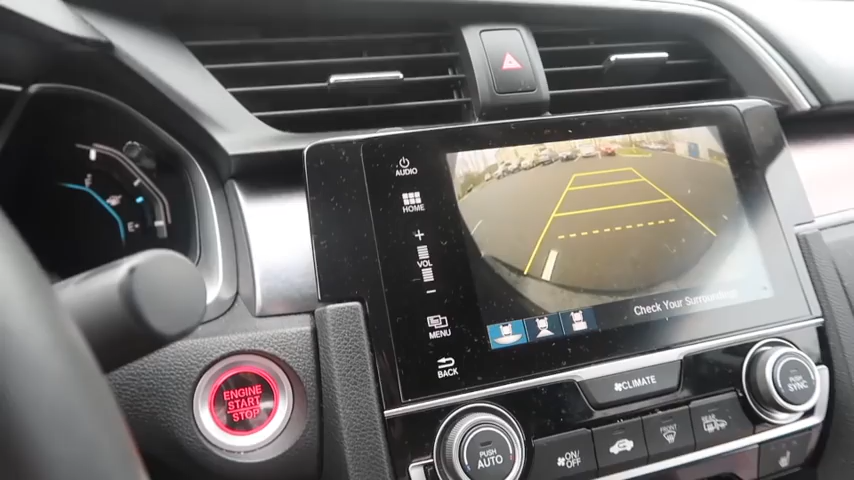 AUDIO
HOME
+
VOL
−
MENU
BACK
Check Your Surroundings
ENGINE
START
STOP
CLIMATE
PUSH
AUTO
ON/
OFF
FRONT
REAR
PUSH
SYNC
E